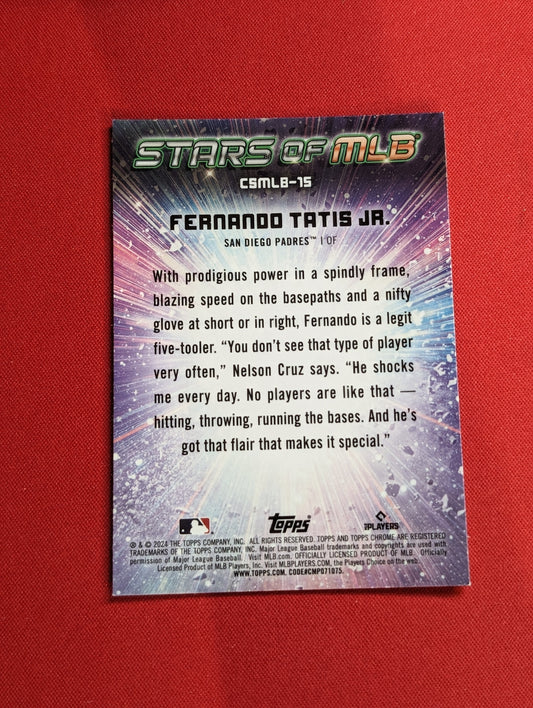 STARS OF MLB®
CSMLB-15
FERNANDO TATIS JR.
SAN DIEGO PADRES™ | OF
With prodigious power in a spindly frame,
blazing speed on the basepaths and a nifty
glove at short or in right, Fernando is a legit
five-tooler. “You don’t see that type of player
very often,” Nelson Cruz says. “He shocks
me every day. No players are like that —
hitting, throwing, running the bases. And he’s
got that flair that makes it special.”
Topps
PLAYERS
® & © 2024 THE TOPPS COMPANY, INC. ALL RIGHTS RESERVED. TOPPS AND TOPPS CHROME ARE REGISTERED
TRADEMARKS OF THE TOPPS COMPANY, INC. Major League Baseball trademarks and copyrights are used with
permission of Major League Baseball. Visit MLB.com. OFFICIALLY LICENSED PRODUCT OF MLB. Officially
Licensed Product of MLB Players, Inc. Visit MLBPLAYERS.COM, the Players Choice on the web.
WWW.TOPPS.COM. CODE#CMP071075.